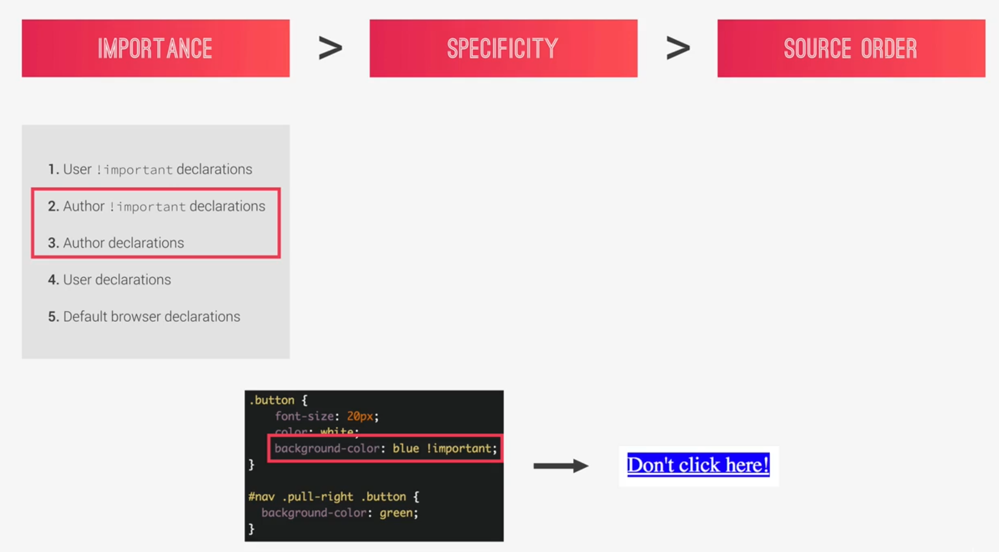 IMPORTANCE > SPECIFICITY > SOURCE ORDER
1. User !important declarations
2. Author !important declarations
3. Author declarations
4. User declarations
5. Default browser declarations
.button {
font-size: 20px;
color: white;
background-color: blue !important;
}
#nav .pull-right .button {
background-color: green;
}
Don't click here!